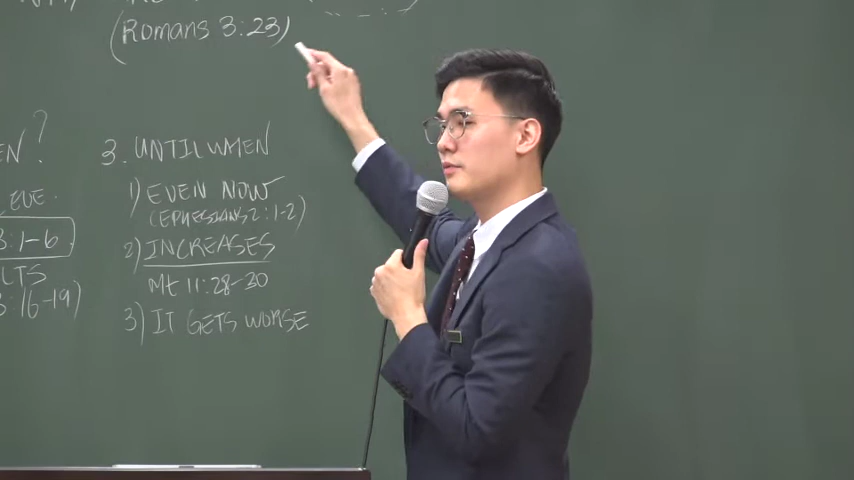 (Romans 3:23)
EN?
EVE.
3:1-6
LTS
3:16-19)
3. UNTIL WHEN
1) EVEN NOW
(EPHESIANS 2:1-2)
2) INCREASES
Mt 11:28-30
3) IT GETS WORSE